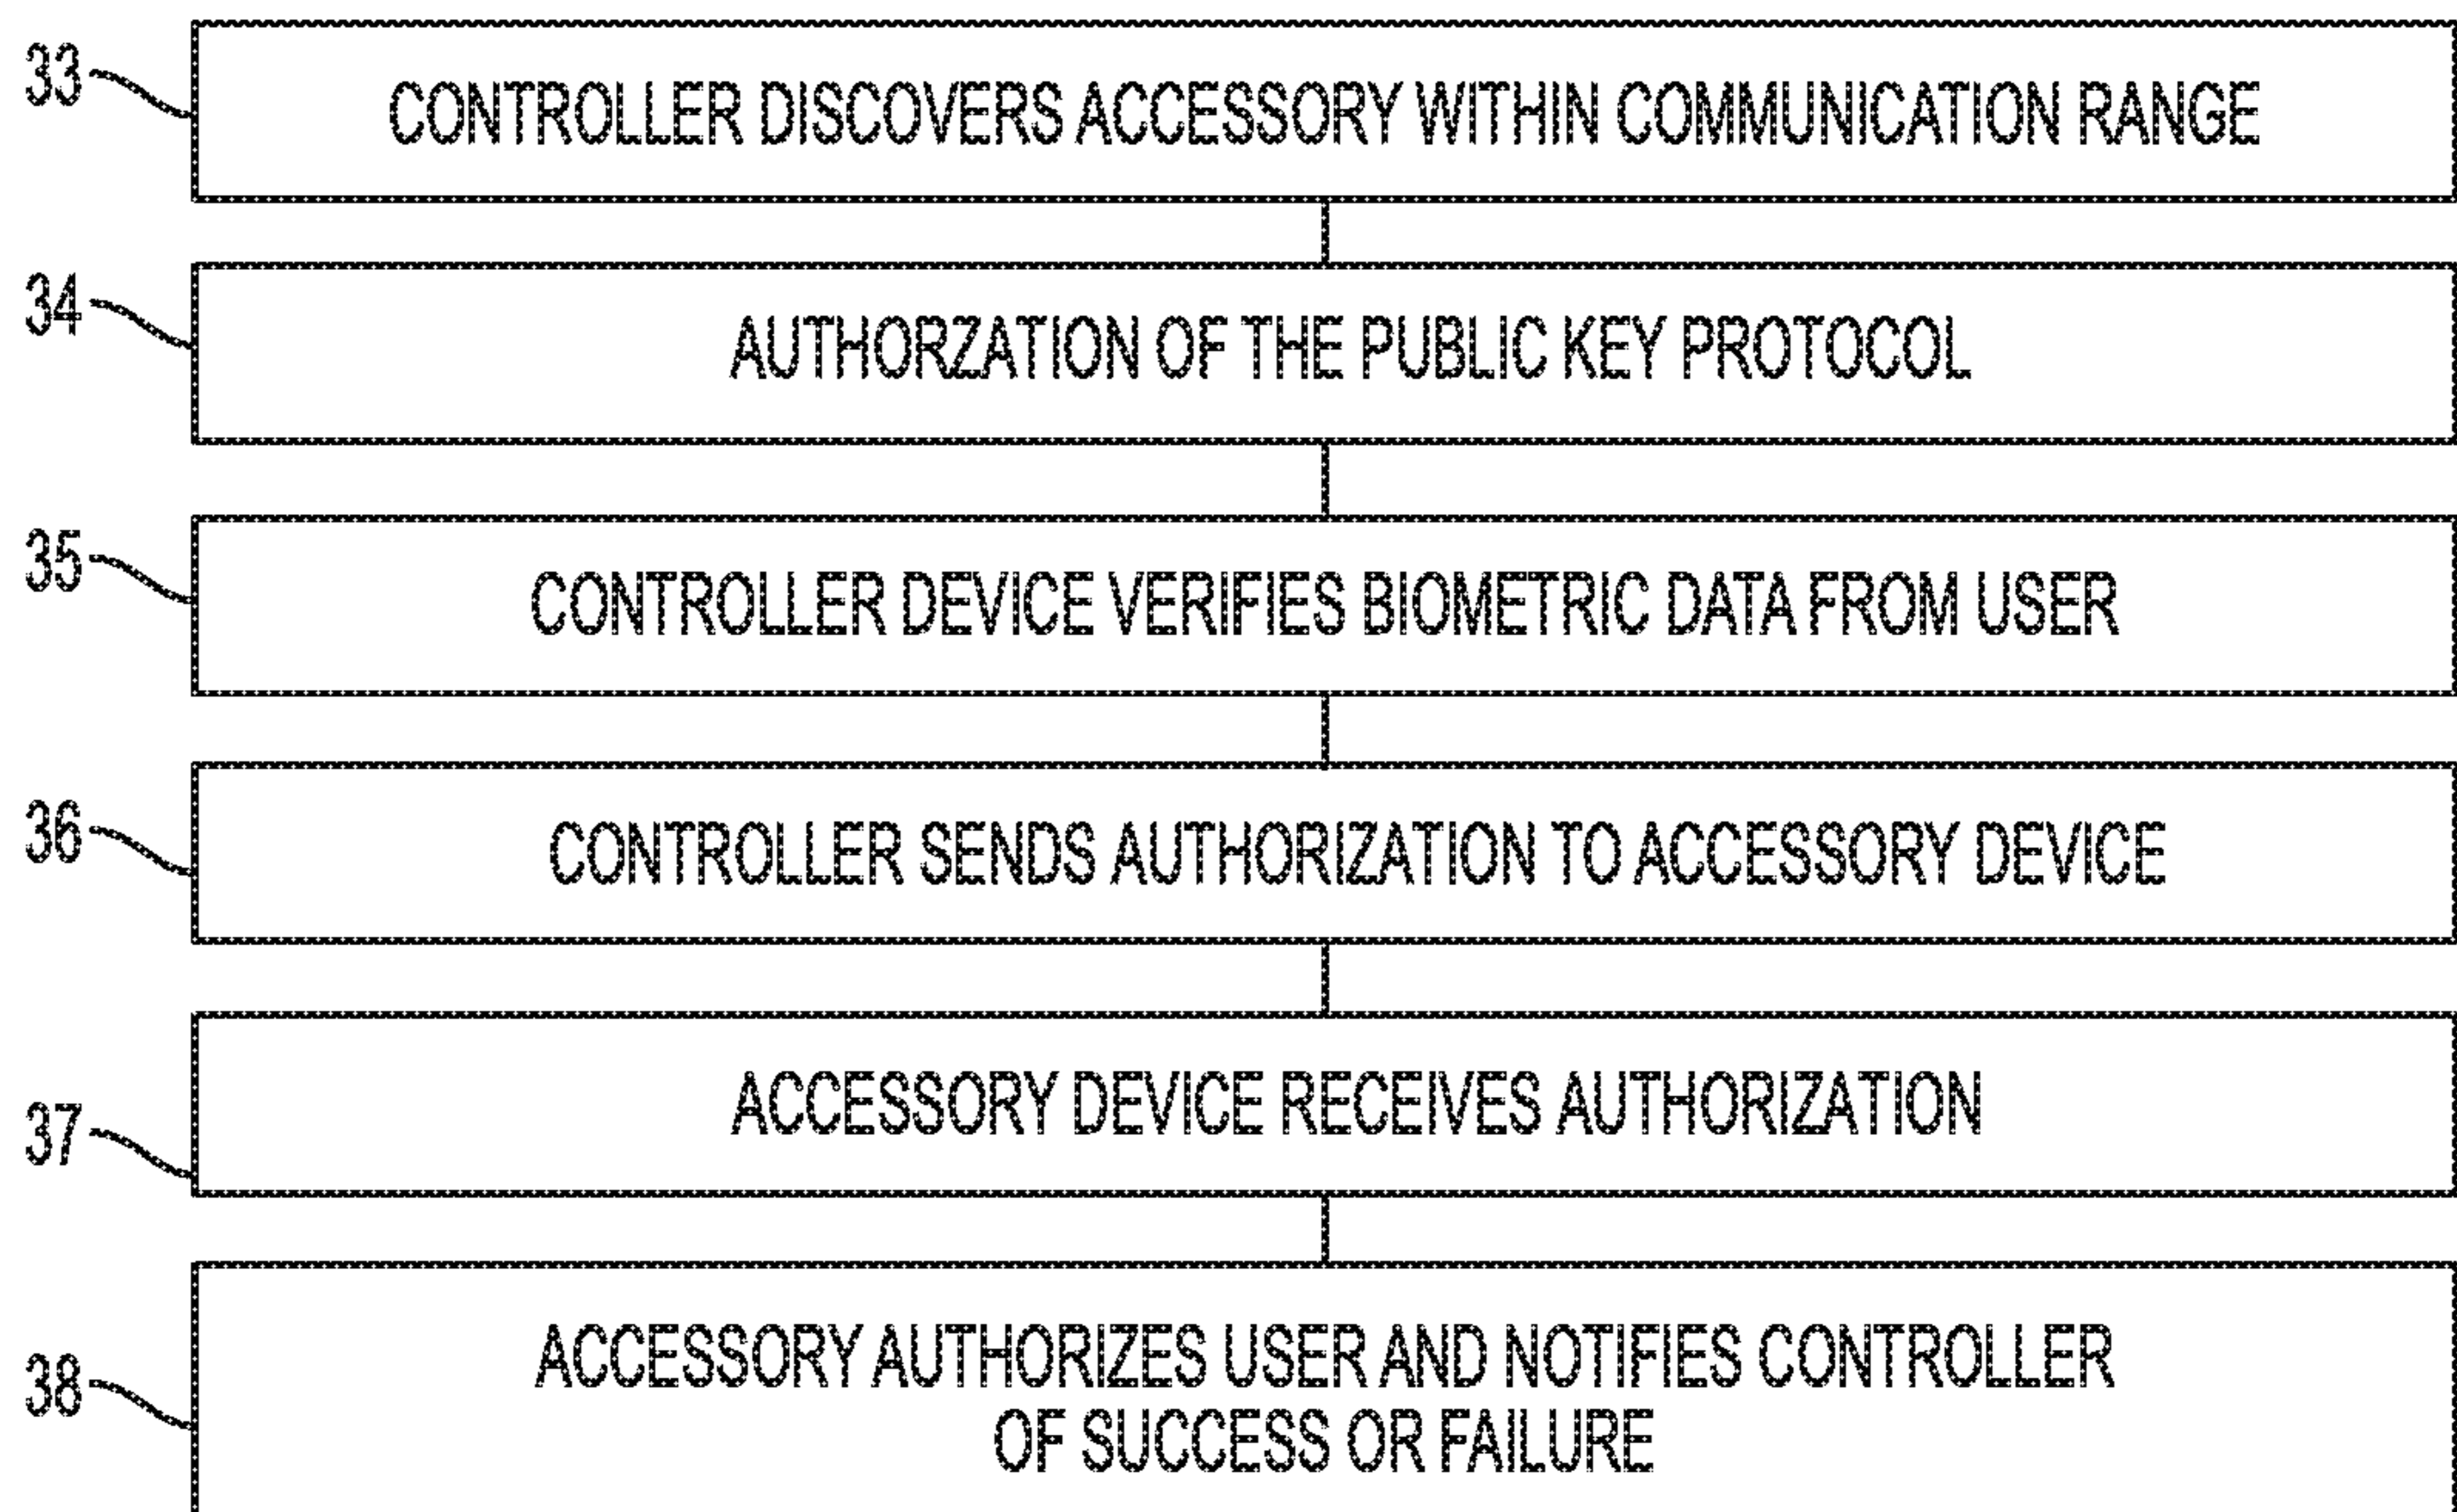 33 CONTROLLER DISCOVERS ACCESSORY WITHIN COMMUNICATION RANGE
34 AUTHORZATION OF THE PUBLIC KEY PROTOCOL
35 CONTROLLER DEVICE VERIFIES BIOMETRIC DATA FROM USER
36 CONTROLLER SENDS AUTHORIZATION TO ACCESSORY DEVICE
37 ACCESSORY DEVICE RECEIVES AUTHORIZATION
38 ACCESSORY AUTHORIZES USER AND NOTIFIES CONTROLLER
OF SUCCESS OR FAILURE